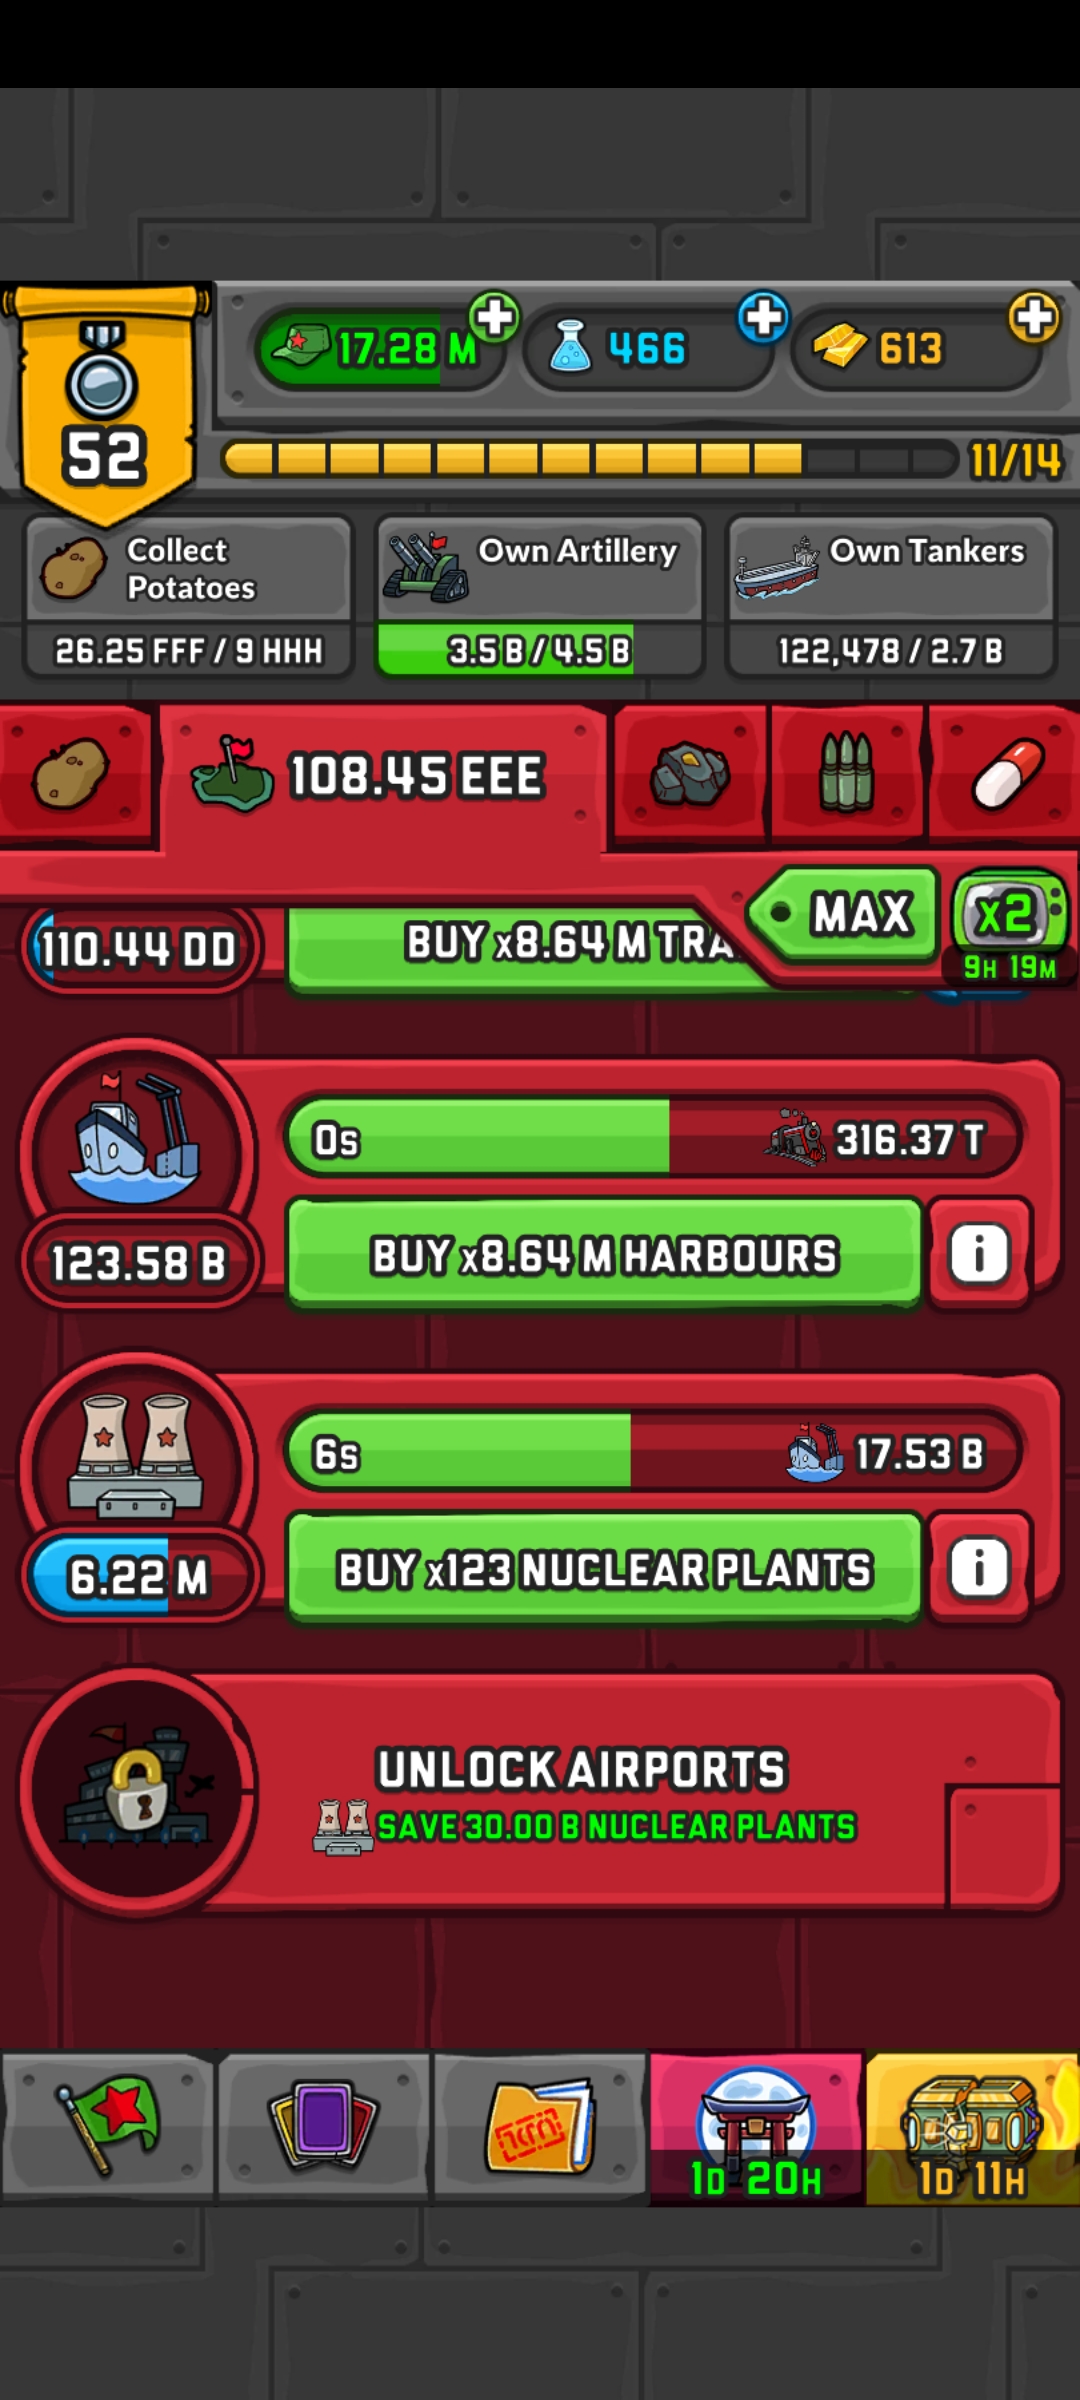 17.28 M
466
613
52
11/14
Collect
Potatoes
26.25 FFF / 9 HHH
Own Artillery
3.5 B / 4.5 B
Own Tankers
122,478 / 2.7 B
108.45 EEE
MAX
x2
9H 19M
110.44 DD
BUY x8.64 M TRA
0s
316.37 T
123.58 B
BUY x8.64 M HARBOURS
i
6s
17.53 B
6.22 M
BUY x123 NUCLEAR PLANTS
i
UNLOCK AIRPORTS
SAVE 30.00 B NUCLEAR PLANTS
1D 20H
1D 11H